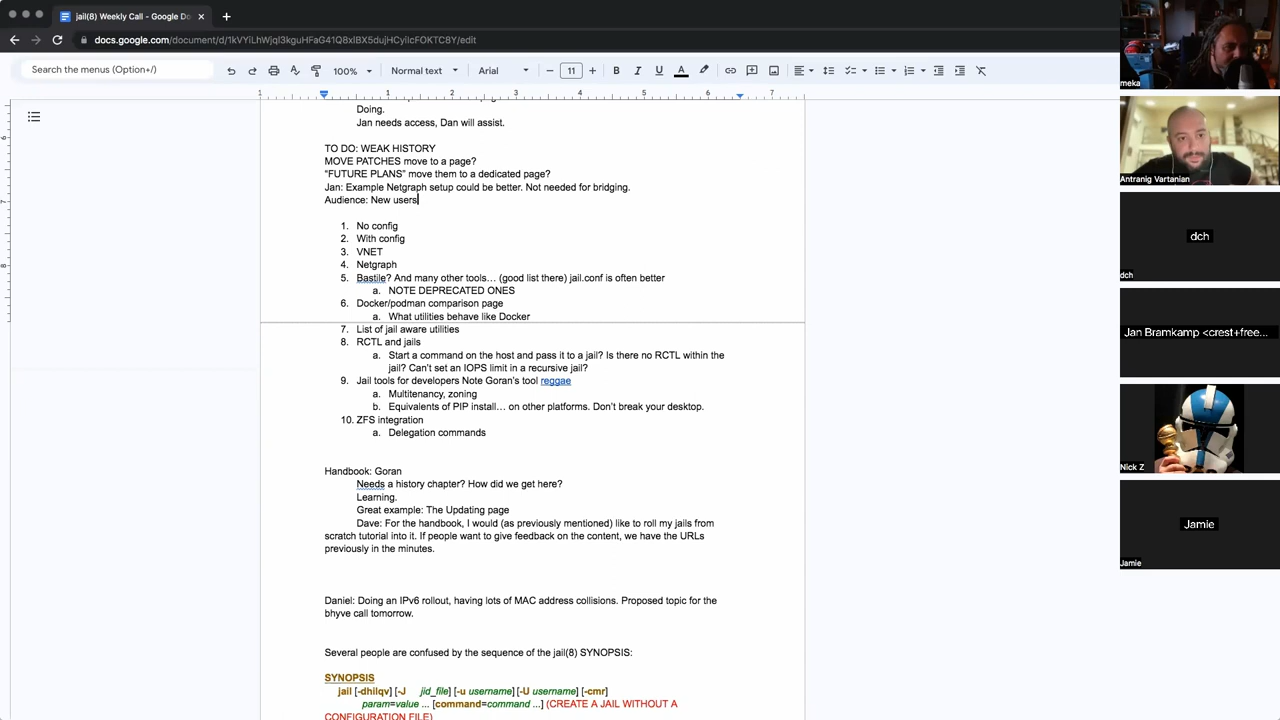 jail(8) Weekly Call - Google Do
docs.google.com/document/d/1kVYiLhWjql3kguHFaG41Q8xIBX5dujHCyiIcFOKTC8Y/edit
Search the menus (Option+/)
100%
Normal text
Arial
11
1 1 2 3 4 5 6 7
Doing.
Jan needs access, Dan will assist.
TO DO: WEAK HISTORY
MOVE PATCHES move to a page?
“FUTURE PLANS” move them to a dedicated page?
Jan: Example Netgraph setup could be better. Not needed for bridging.
Audience: New users
1. No config
2. With config
3. VNET
4. Netgraph
5. Bastile? And many other tools… (good list there) jail.conf is often better
a. NOTE DEPRECATED ONES
6. Docker/podman comparison page
a. What utilities behave like Docker
7. List of jail aware utilities
8. RCTL and jails
a. Start a command on the host and pass it to a jail? Is there no RCTL within the
jail? Can’t set an IOPS limit in a recursive jail?
9. Jail tools for developers Note Goran’s tool reggae
a. Multitenancy, zoning
b. Equivalents of PIP install… on other platforms. Don’t break your desktop.
10. ZFS integration
a. Delegation commands
Handbook: Goran
Needs a history chapter? How did we get here?
Learning.
Great example: The Updating page
Dave: For the handbook, I would (as previously mentioned) like to roll my jails from
scratch tutorial into it. If people want to give feedback on the content, we have the URLs
previously in the minutes.
Daniel: Doing an IPv6 rollout, having lots of MAC address collisions. Proposed topic for the
bhyve call tomorrow.
Several people are confused by the sequence of the jail(8) SYNOPSIS:
SYNOPSIS
jail [-dhilqv] [-J jid_file] [-u username] [-U username] [-cmr]
param=value ... [command=command ...] (CREATE A JAIL WITHOUT A
CONFIGURATION FILE)
meka
Antranig Vartanian
dch
dch
Jan Bramkamp <crest+free...
Nick Z
Jamie
Jamie